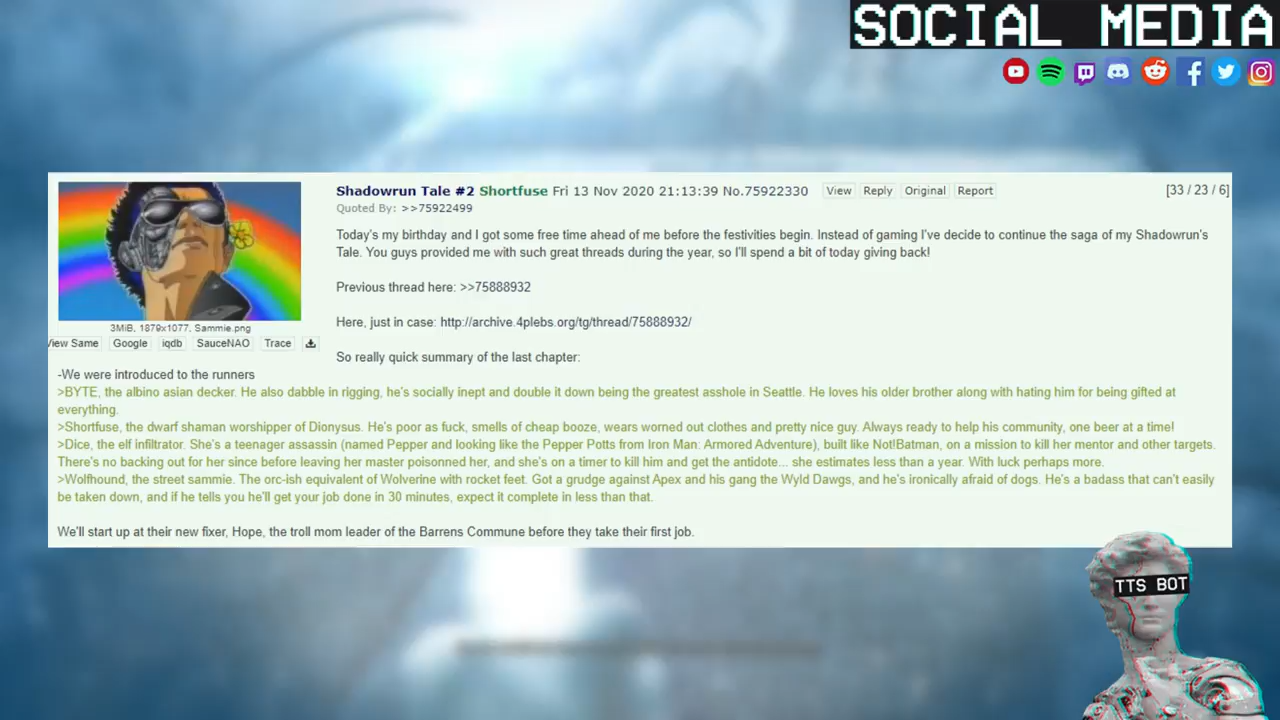 SOCIAL MEDIA
Shadowrun Tale #2 Shortfuse Fri 13 Nov 2020 21:13:39 No.75922330 View Reply Original Report [33 / 23 / 6]
Quoted By: >>75922499
Today's my birthday and I got some free time ahead of me before the festivities begin. Instead of gaming I've decide to continue the saga of my Shadowrun's
Tale. You guys provided me with such great threads during the year, so I'll spend a bit of today giving back!
Previous thread here: >>75888932
Here, just in case: http://archive.4plebs.org/tg/thread/75888932/
3MiB, 1879x1077, Sammie.png
View Same Google iqdb SauceNAO Trace
So really quick summary of the last chapter:
-We were introduced to the runners
>BYTE, the albino asian decker. He also dabble in rigging, he's socially inept and double it down being the greatest asshole in Seattle. He loves his older brother along with hating him for being gifted at
everything.
>Shortfuse, the dwarf shaman worshipper of Dionysus. He's poor as fuck, smells of cheap booze, wears worned out clothes and pretty nice guy. Always ready to help his community, one beer at a time!
>Dice, the elf infiltrator. She's a teenager assassin (named Pepper and looking like the Pepper Potts from Iron Man: Armored Adventure), built like Not!Batman, on a mission to kill her mentor and other targets.
There's no backing out for her since before leaving her master poisonned her, and she's on a timer to kill him and get the antidote... she estimates less than a year. With luck perhaps more.
>Wolfhound, the street sammie. The orc-ish equivalent of Wolverine with rocket feet. Got a grudge against Apex and his gang the Wyld Dawgs, and he's ironically afraid of dogs. He's a badass that can't easily
be taken down, and if he tells you he'll get your job done in 30 minutes, expect it complete in less than that.
We'll start up at their new fixer, Hope, the troll mom leader of the Barrens Commune before they take their first job.
TTS BOT